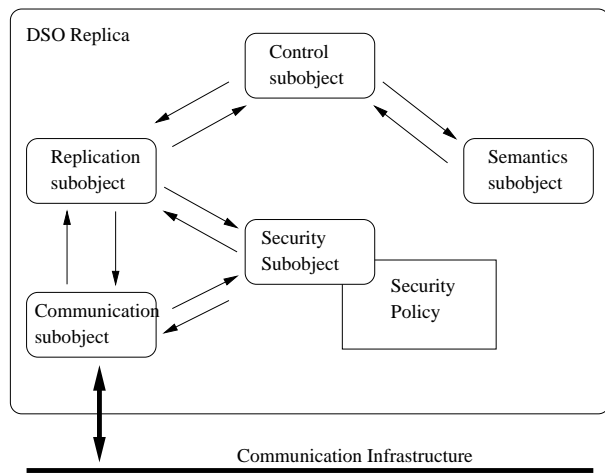 DSO Replica
Control
subobject
Replication
subobject
Semantics
subobject
Security
Subobject
Security
Policy
Communication
subobject
Communication Infrastructure